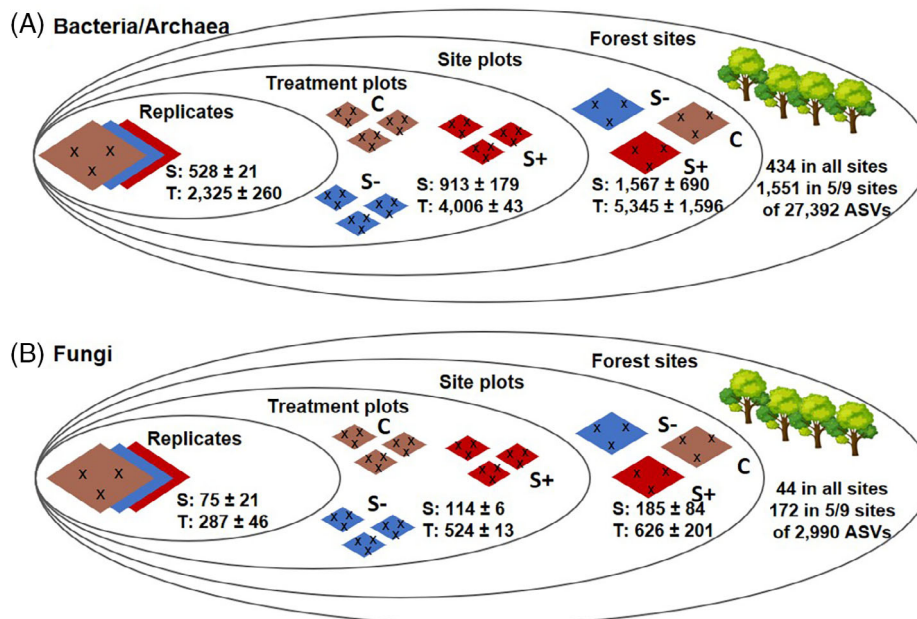 (A) Bacteria/Archaea
Forest sites
Site plots
Treatment plots
Replicates
C
S-
S+
C
S+
S-
S: 528 ± 21
T: 2,325 ± 260
S: 913 ± 179
T: 4,006 ± 43
S: 1,567 ± 690
T: 5,345 ± 1,596
434 in all sites
1,551 in 5/9 sites
of 27,392 ASVs
(B) Fungi
Forest sites
Site plots
Treatment plots
Replicates
C
S-
S+
C
S+
S-
S: 75 ± 21
T: 287 ± 46
S: 114 ± 6
T: 524 ± 13
S: 185 ± 84
T: 626 ± 201
44 in all sites
172 in 5/9 sites
of 2,990 ASVs